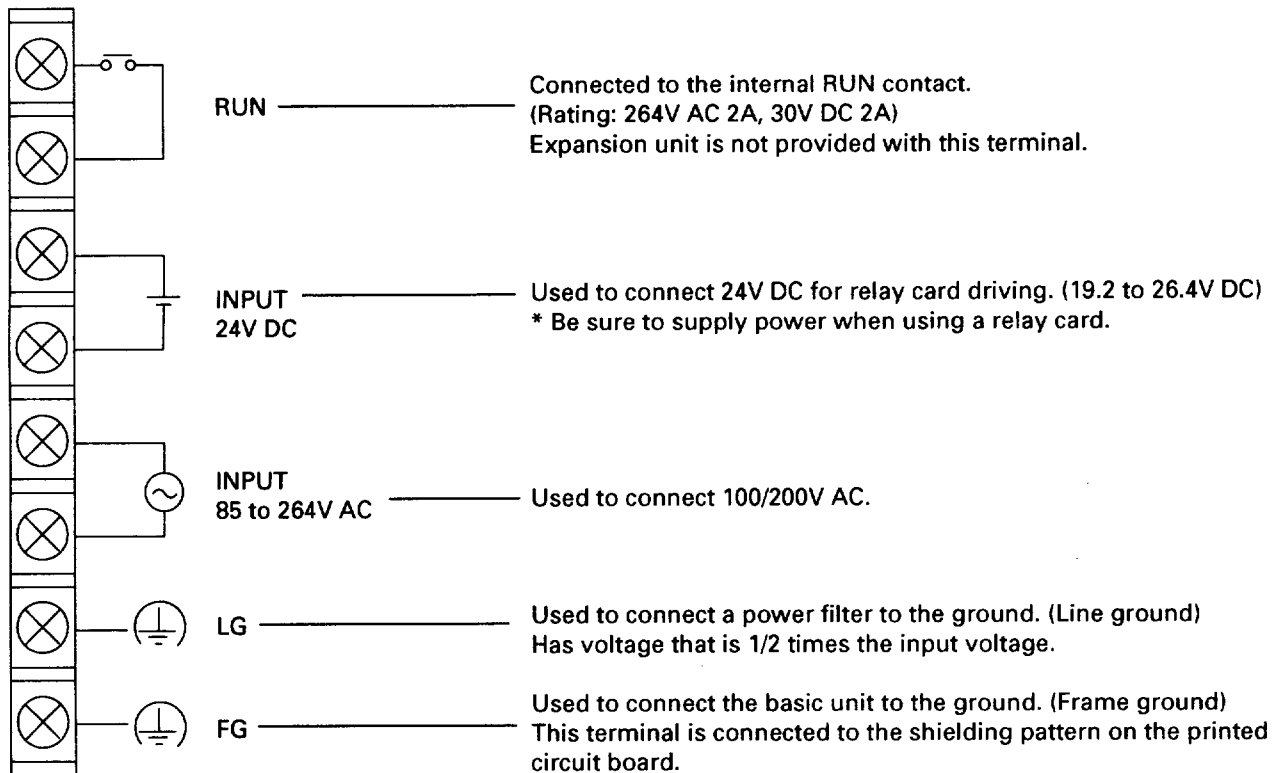 RUN
Connected to the internal RUN contact.
(Rating: 264V AC 2A, 30V DC 2A)
Expansion unit is not provided with this terminal.
INPUT
24V DC
Used to connect 24V DC for relay card driving. (19.2 to 26.4V DC)
* Be sure to supply power when using a relay card.
INPUT
85 to 264V AC
Used to connect 100/200V AC.
LG
Used to connect a power filter to the ground. (Line ground)
Has voltage that is 1/2 times the input voltage.
FG
Used to connect the basic unit to the ground. (Frame ground)
This terminal is connected to the shielding pattern on the printed
circuit board.